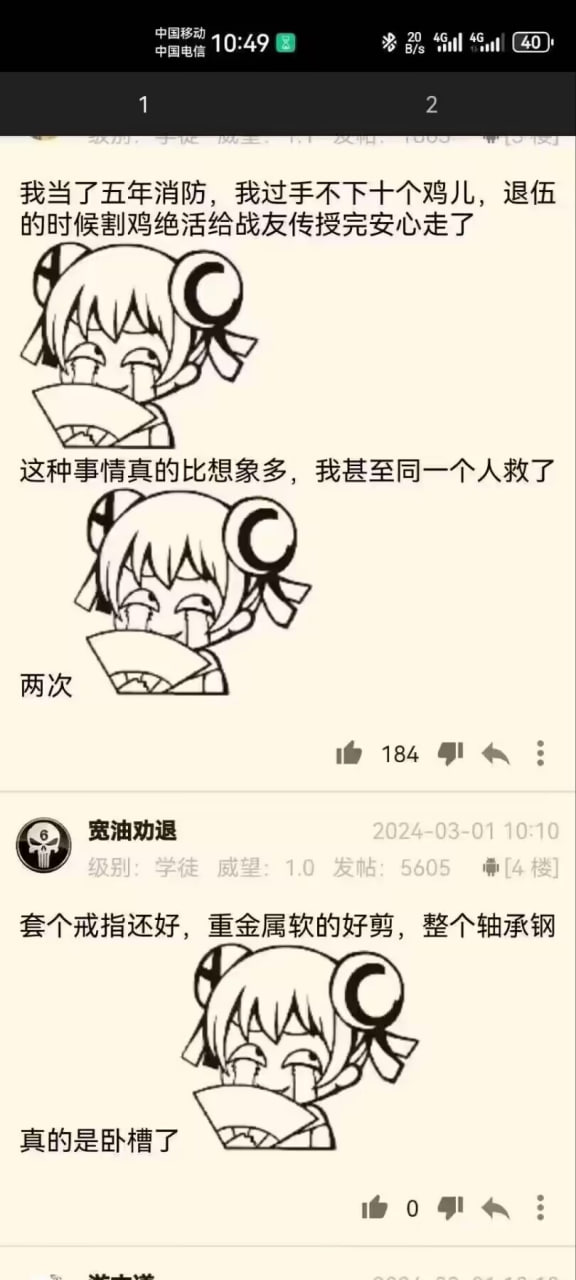 中国移动
中国电信 10:49 20 B/s 4G 4G 40
1 2
我当了五年消防，我过手不下十个鸡儿，退伍
的时候割鸡绝活给战友传授完安心走了
这种事情真的比想象多，我甚至同一个人救了
两次
184
宽油劝退 2024-03-01 10:10
级别：学徒 威望：1.0 发帖：5605 [4 楼]
套个戒指还好，重金属软的好剪，整个轴承钢
真的是卧槽了
0